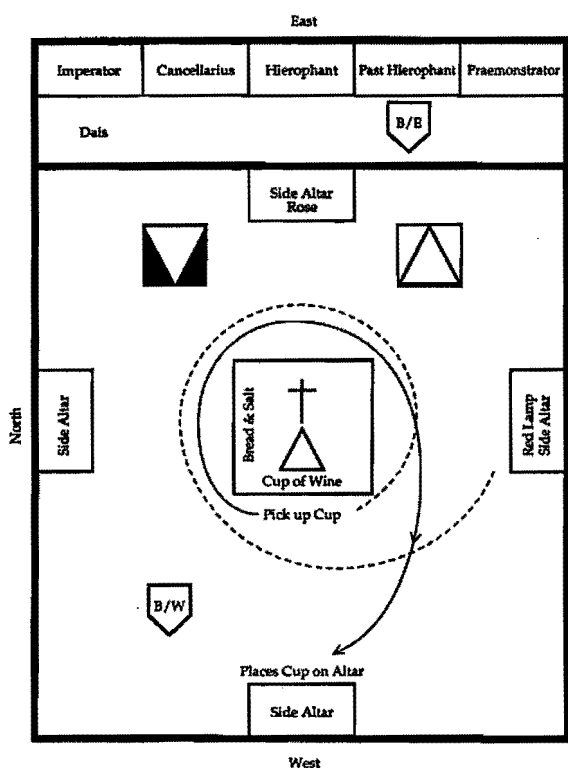 East
Imperator
Cancellarius
Hierophant
Past Hierophant
Praemonstrator
Dais
B/E
Side Altar
Rose
North
Side Altar
Bread & Salt
Cup of Wine
Pick up Cup
Red Lamp
Side Altar
B/W
Places Cup on Altar
Side Altar
West